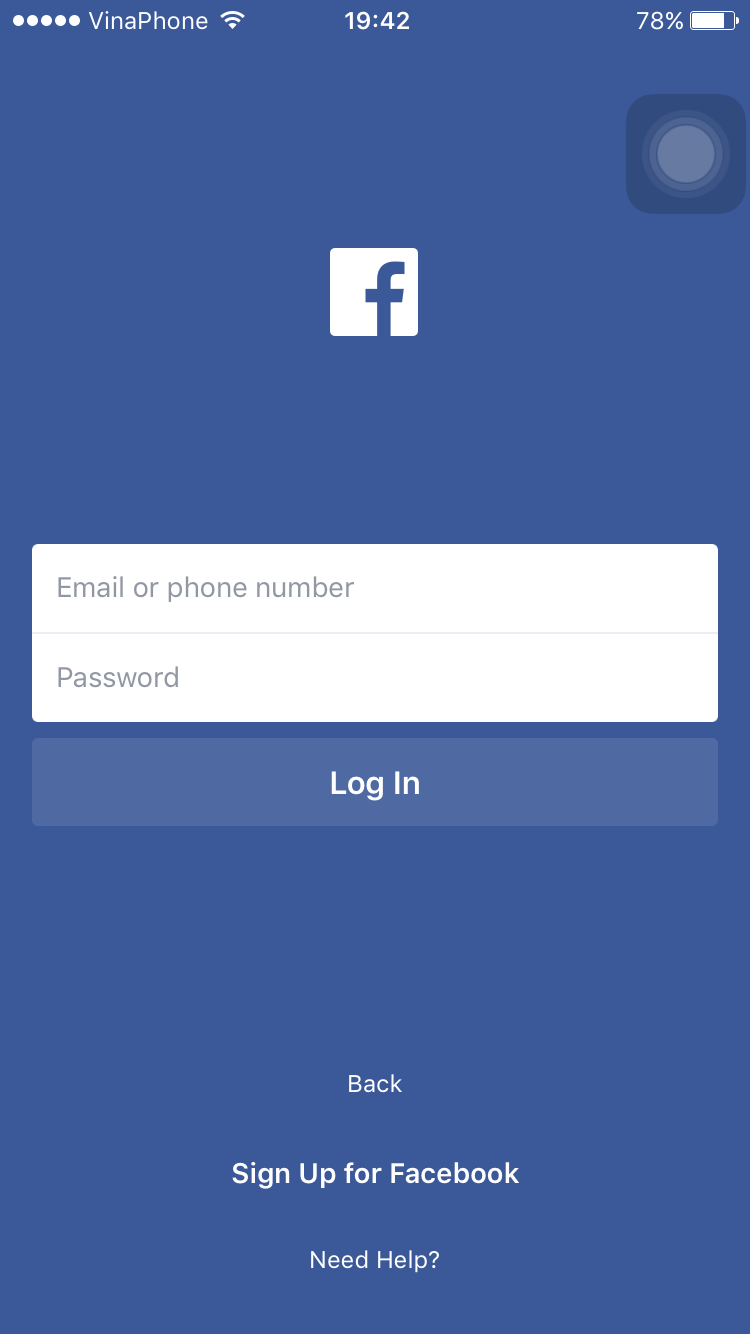 VinaPhone 19:42 78%
f
Email or phone number
Password
Log In
Back
Sign Up for Facebook
Need Help?